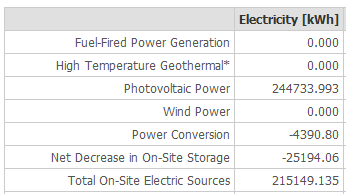 Electricity [kWh]
Fuel-Fired Power Generation 0.000
High Temperature Geothermal* 0.000
Photovoltaic Power 244733.993
Wind Power 0.000
Power Conversion -4390.80
Net Decrease in On-Site Storage -25194.06
Total On-Site Electric Sources 215149.135